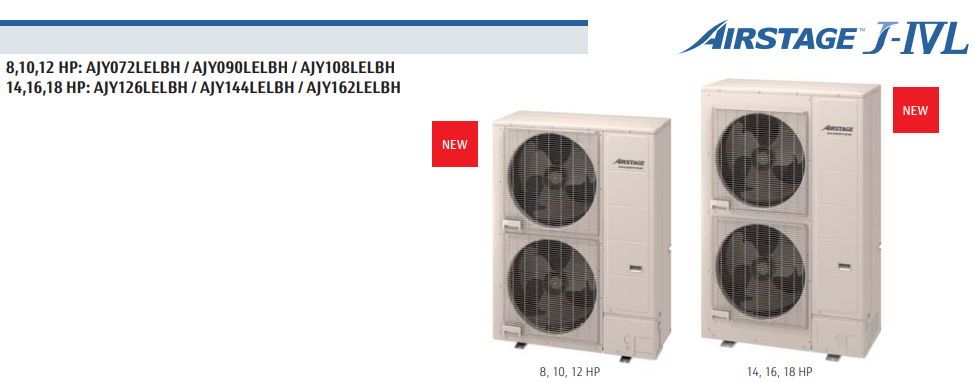 AIRSTAGE™ J-IVL
8,10,12 HP: AJY072LELBH / AJY090LELBH / AJY108LELBH
14,16,18 HP: AJY126LELBH / AJY144LELBH / AJY162LELBH
NEW
NEW
AIRSTAGE
AIRSTAGE
8, 10, 12 HP
14, 16, 18 HP